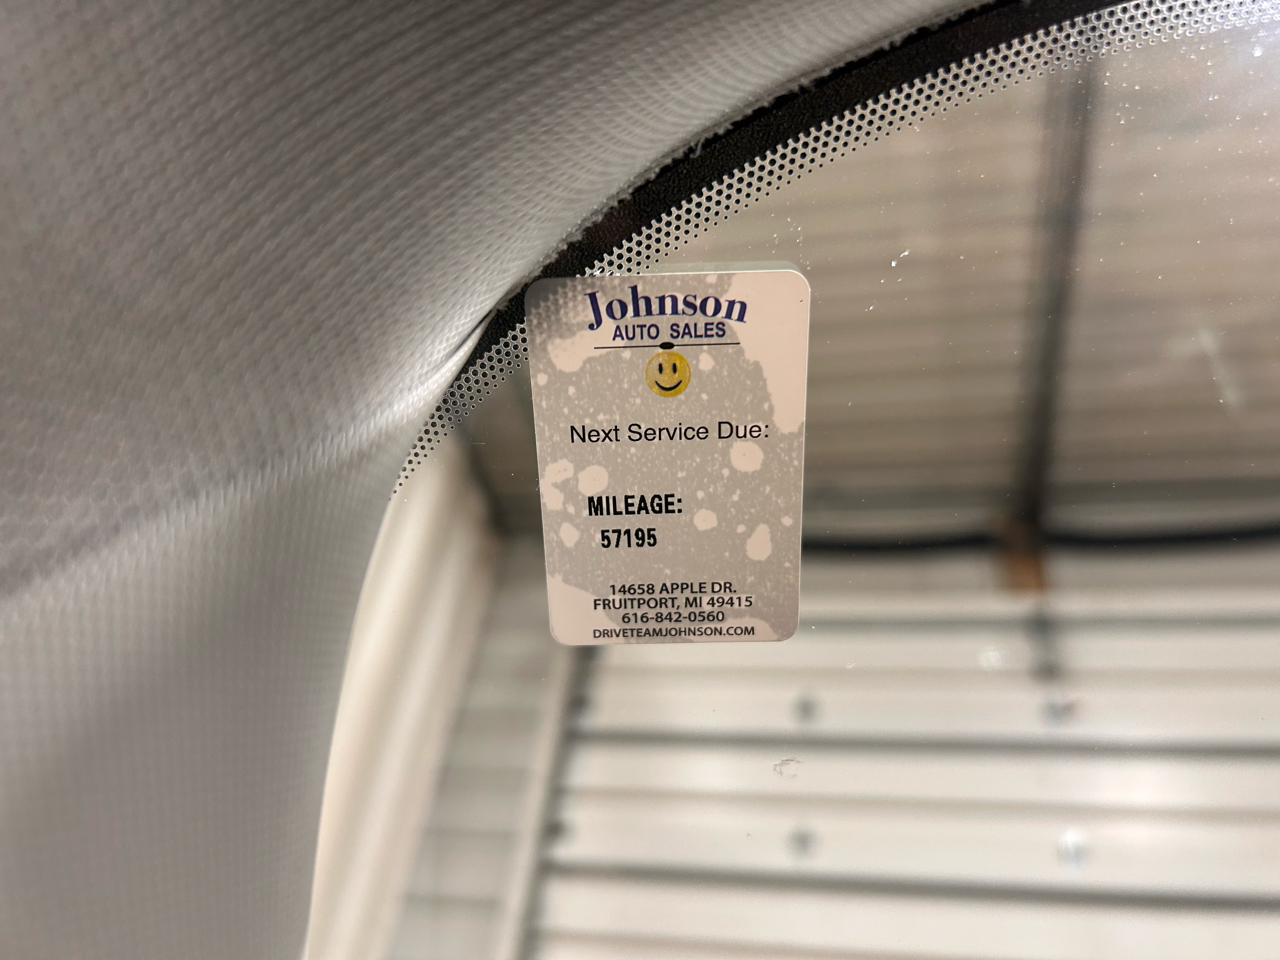 Johnson
AUTO SALES
Next Service Due:
MILEAGE:
57195
14658 APPLE DR.
FRUITPORT, MI 49415
616-842-0560
DRIVETEAMJOHNSON.COM